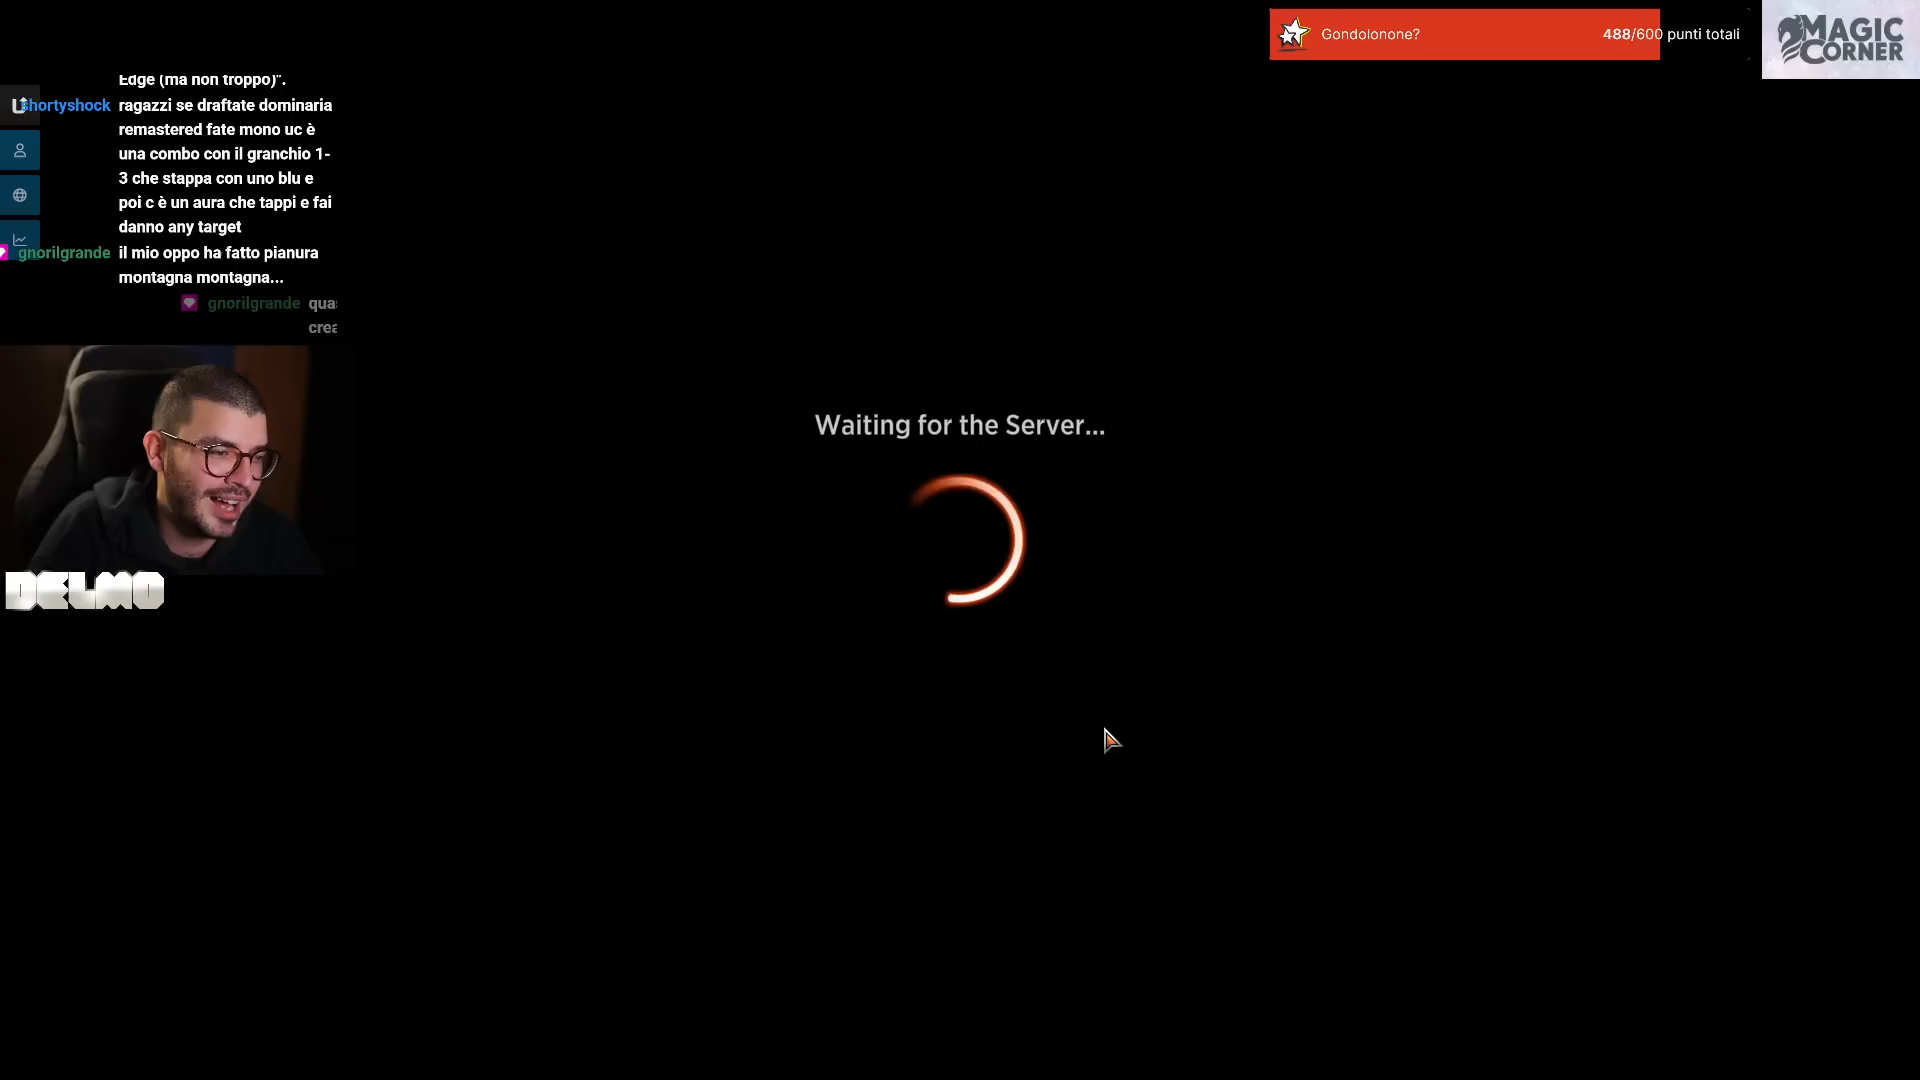 Gondolonone?
488/600 punti totali
MAGIC
CORNER
Edge (ma non troppo)".
shortyshock ragazzi se draftate dominaria
remastered fate mono uc è
una combo con il granchio 1-
3 che stappa con uno blu e
poi c è un aura che tappi e fai
danno any target
gnorilgrande il mio oppo ha fatto pianura
montagna montagna...
gnorilgrande
Waiting for the Server...
DELMO